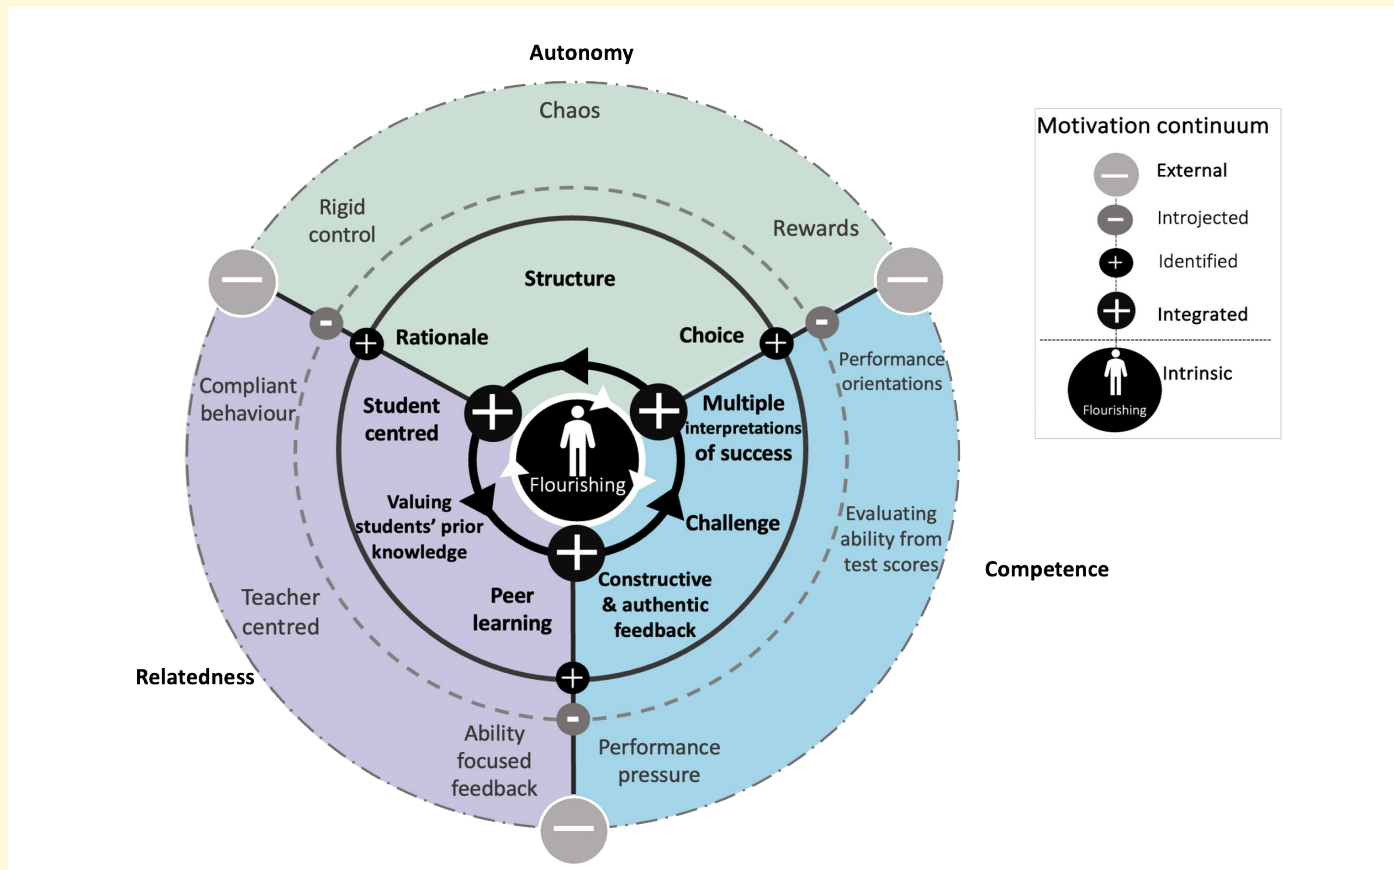 Autonomy
Chaos
Rigid
control
Rewards
Structure
Rationale
Choice
Compliant
behaviour
Student
centred
Valuing
students’ prior
knowledge
Peer
learning
Teacher
centred
Relatedness
Ability
focused
feedback
Flourishing
Multiple
interpretations
of success
Challenge
Constructive
& authentic
feedback
Performance
orientations
Evaluating
ability from
test scores
Performance
pressure
Competence
Motivation continuum
External
Introjected
Identified
Integrated
Intrinsic
Flourishing